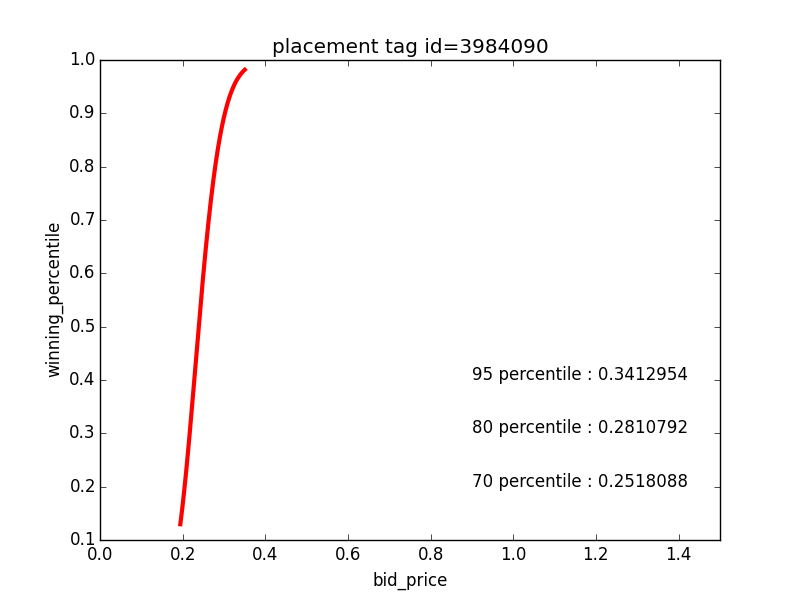 placement tag id=3984090
1.0
0.9
0.8
0.7
0.6
0.5
0.4
0.3
0.2
0.1
winning_percentile
95 percentile : 0.3412954
80 percentile : 0.2810792
70 percentile : 0.2518088
0.0 0.2 0.4 0.6 0.8 1.0 1.2 1.4
bid_price